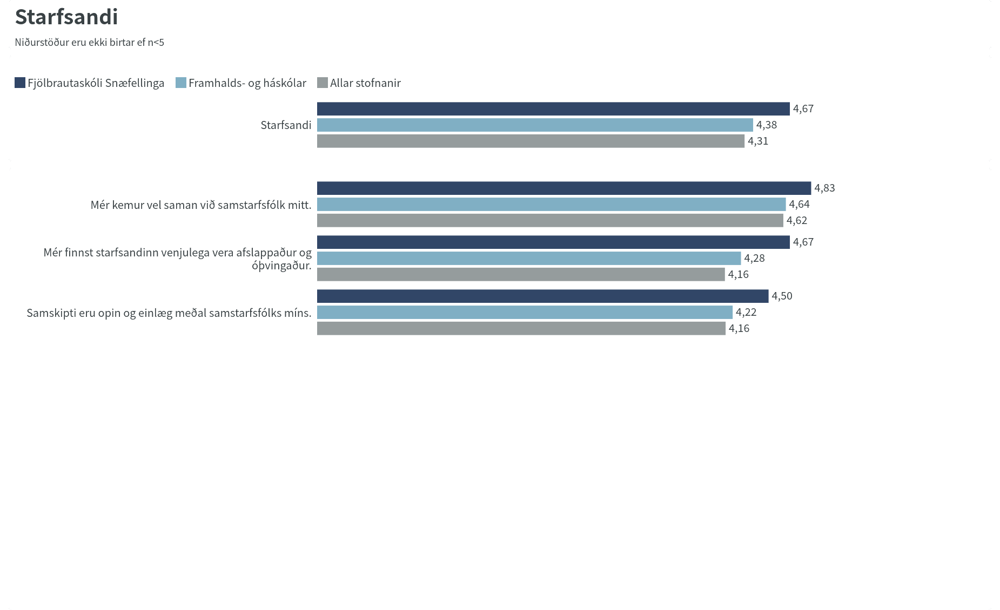 Starfsandi
Niðurstöður eru ekki birtar ef n<5
Fjölbrautaskóli Snæfellinga Framhalds- og háskólar Allar stofnanir
Starfsandi
4,67
4,38
4,31
Mér kemur vel saman við samstarfsfólk mitt.
4,83
4,64
4,62
Mér finnst starfsandinn venjulega vera afslappaður og
óþvingaður.
4,67
4,28
4,16
Samskipti eru opin og einlæg meðal samstarfsfólks míns.
4,50
4,22
4,16